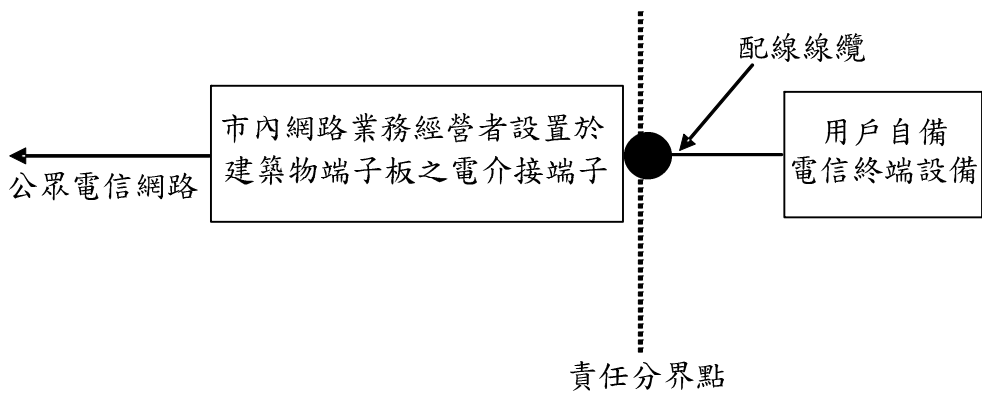 配線線纜
市內網路業務經營者設置於
建築物端子板之電介接端子
用戶自備
電信終端設備
公眾電信網路
責任分界點